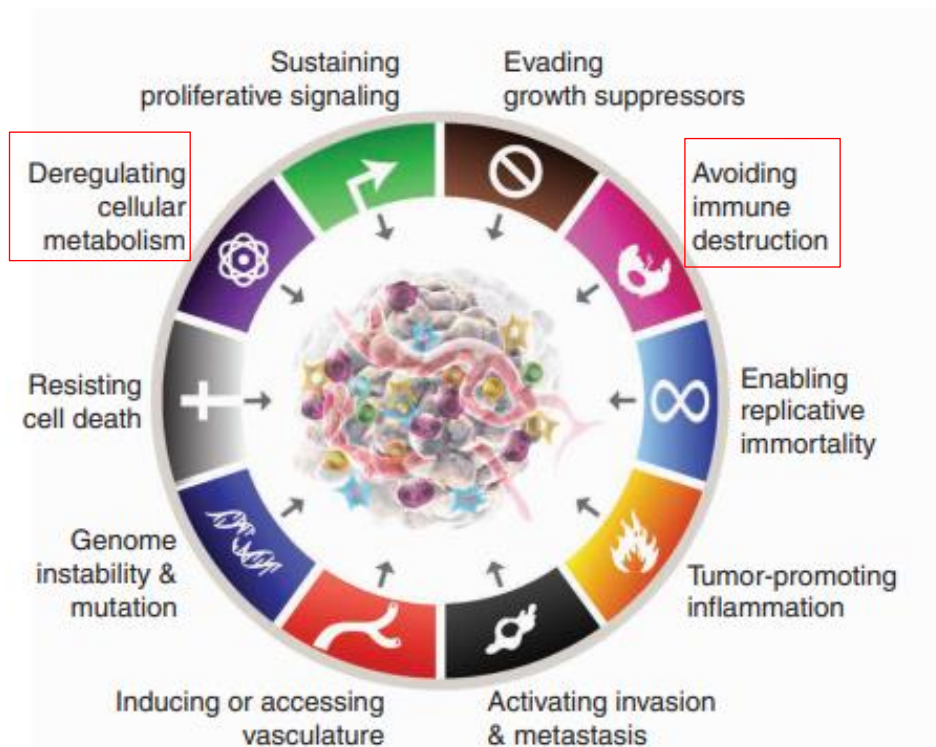 Sustaining
proliferative signaling
Evading
growth suppressors
Deregulating
cellular
metabolism
Avoiding
immune
destruction
Resisting
cell death
Enabling
replicative
immortality
Genome
instability &
mutation
Tumor-promoting
inflammation
Inducing or accessing
vasculature
Activating invasion
& metastasis